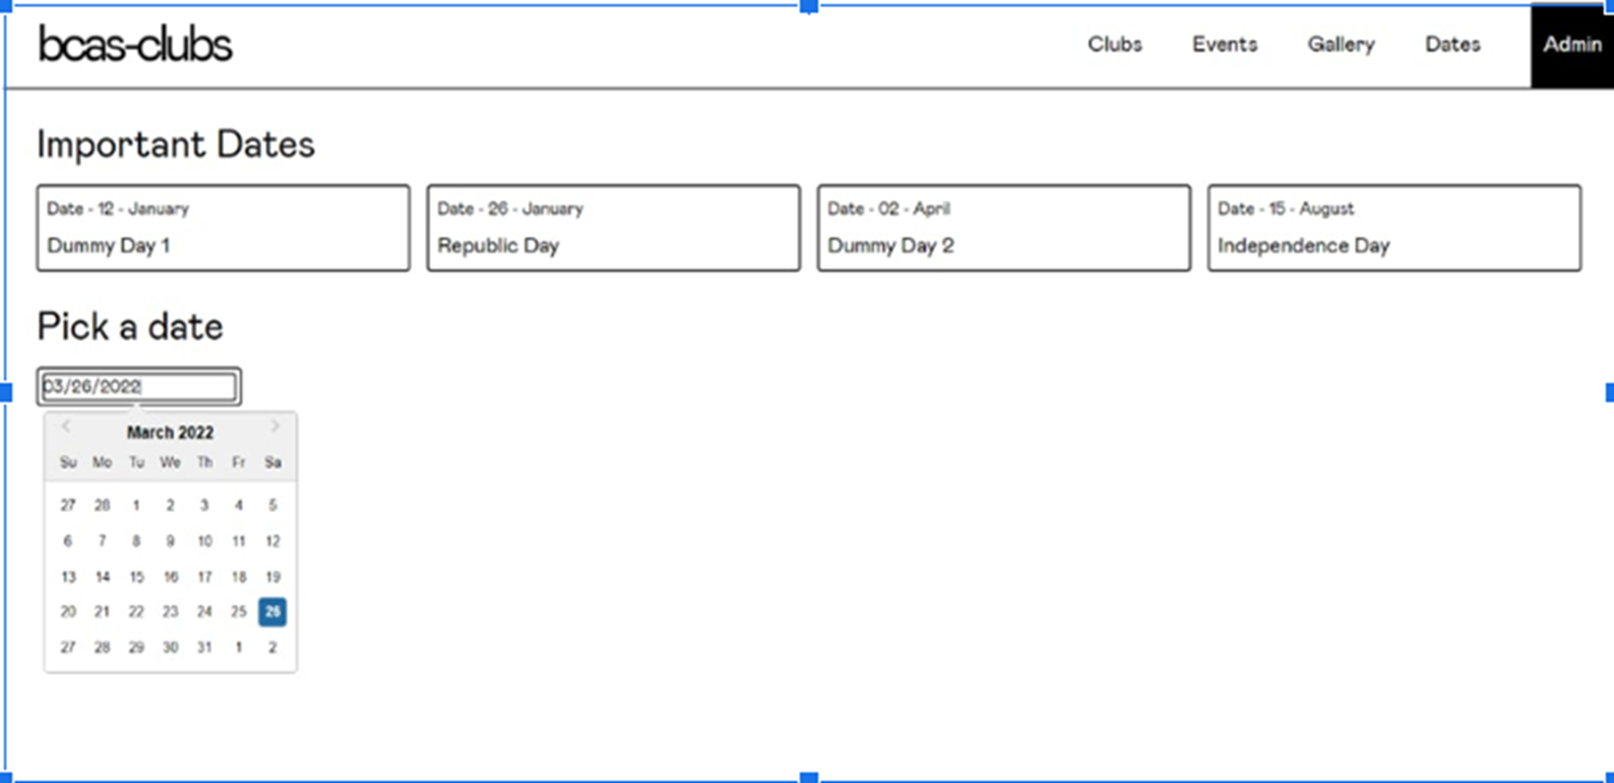 bcas-clubs
Clubs Events Gallery Dates Admin
Important Dates
Date - 12 - January
Dummy Day 1
Date - 26 - January
Republic Day
Date - 02 - April
Dummy Day 2
Date - 15 - August
Independence Day
Pick a date
03/26/2022
March 2022
Su Mo Tu We Th Fr Sa
27 28 1 2 3 4 5
6 7 8 9 10 11 12
13 14 15 16 17 18 19
20 21 22 23 24 25 26
27 28 29 30 31 1 2